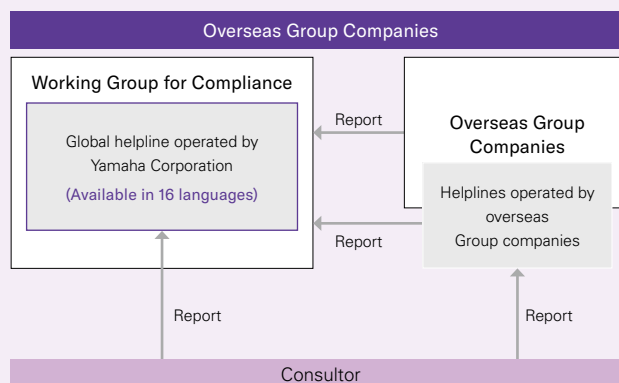 Overseas Group Companies
Working Group for Compliance
Global helpline operated by
Yamaha Corporation
(Available in 16 languages)
Report
Overseas Group
Companies
Helplines operated by
overseas
Group companies
Report
Report
Report
Consultor